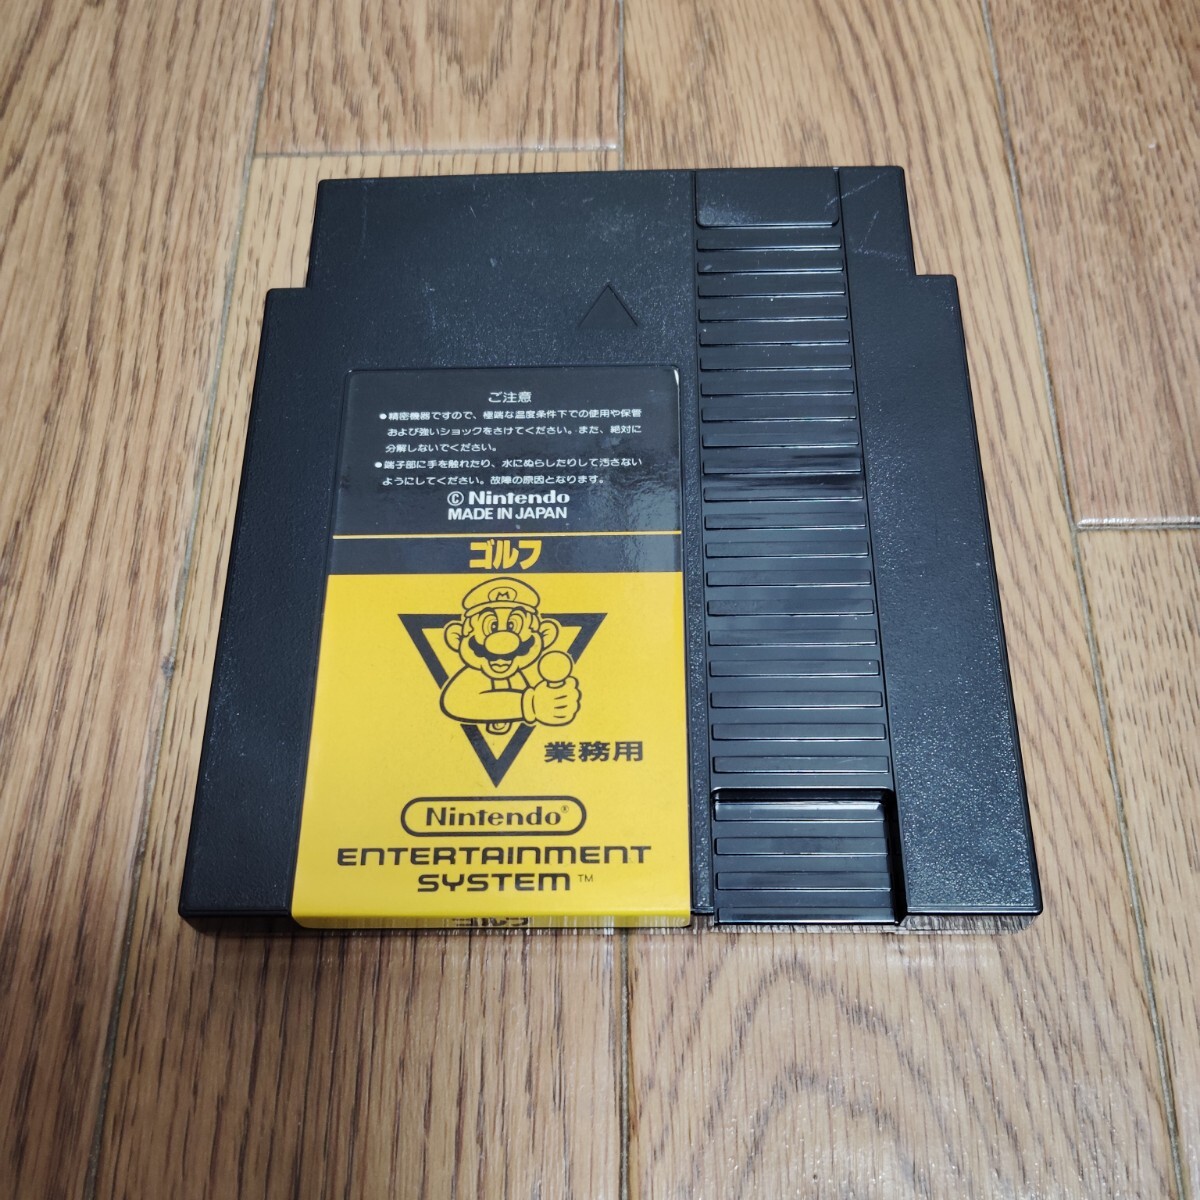 ご注意
●精密機器ですので、極端な温度条件下での使用や保管
および強いショックをさけてください。また、絶対に
分解しないでください。
●端子部に手を触れたり、水にぬらしたりして汚さない
ようにしてください。故障の原因となります。
© Nintendo
MADE IN JAPAN
ゴルフ
M
業務用
Nintendo®
ENTERTAINMENT
SYSTEM™
ゴルフ